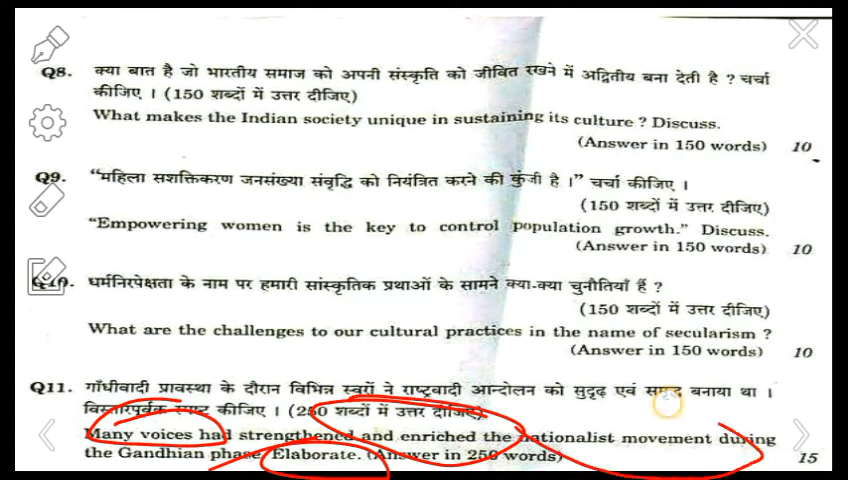 Q8. क्या बात है जो भारतीय समाज को अपनी संस्कृति को जीवित रखने में अद्वितीय बना देती है ? चर्चा
कीजिए । (150 शब्दों में उत्तर दीजिए)
What makes the Indian society unique in sustaining its culture ? Discuss.
(Answer in 150 words) 10
Q9. “महिला सशक्तिकरण जनसंख्या संवृद्धि को नियंत्रित करने की कुंजी है ।” चर्चा कीजिए ।
(150 शब्दों में उत्तर दीजिए)
“Empowering women is the key to control population growth.” Discuss.
(Answer in 150 words) 10
Q10. धर्मनिरपेक्षता के नाम पर हमारी सांस्कृतिक प्रथाओं के सामने क्या-क्या चुनौतियाँ हैं ?
(150 शब्दों में उत्तर दीजिए)
What are the challenges to our cultural practices in the name of secularism ?
(Answer in 150 words) 10
Q11. गाँधीवादी प्रावस्था के दौरान विभिन्न स्वरों ने राष्ट्रवादी आन्दोलन को सुदृढ़ एवं समृद्ध बनाया था ।
विस्तारपूर्वक स्पष्ट कीजिए । (250 शब्दों में उत्तर दीजिए)
Many voices had strengthened and enriched the nationalist movement during
the Gandhian phase. Elaborate. (Answer in 250 words) 15